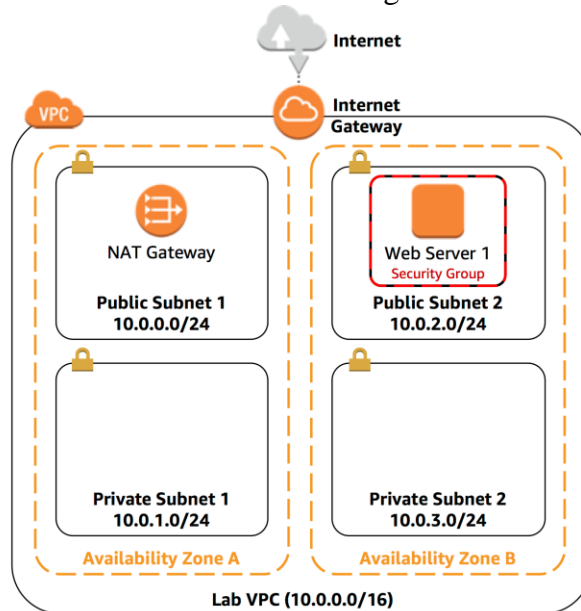 Internet
Internet
Gateway
VPC
NAT Gateway
Public Subnet 1
10.0.0.0/24
Web Server 1
Security Group
Public Subnet 2
10.0.2.0/24
Private Subnet 1
10.0.1.0/24
Private Subnet 2
10.0.3.0/24
Availability Zone A
Availability Zone B
Lab VPC (10.0.0.0/16)